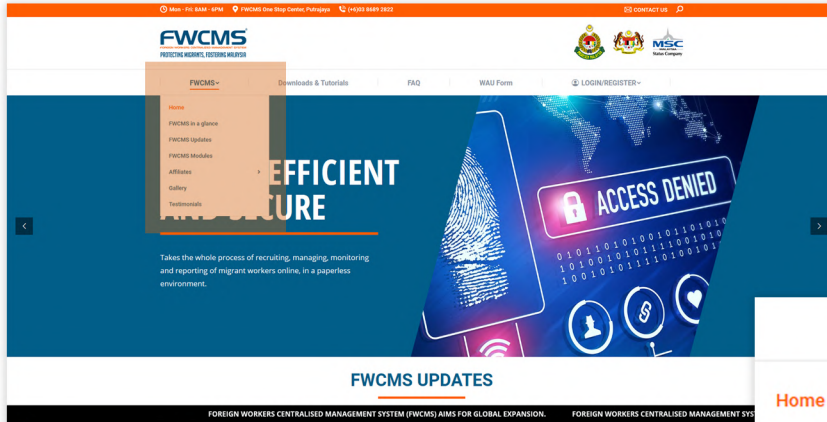 Mon - Fri: 8AM - 6PM FWCMS One Stop Center, Putrajaya (+6)03 8689 2822 CONTACT US
FWCMS
PROTECTING MIGRANTS, FOSTERING MALAYSIA
MSC
MALAYSIA
Status Company
FWCMS Downloads & Tutorials FAQ WAU Form LOGIN/REGISTER
Home
FWCMS in a glance
FWCMS Updates
FWCMS Modules
Affiliates
Gallery
Testimonials
EFFICIENT
AND SECURE
Takes the whole process of recruiting, managing, monitoring
and reporting of migrant workers online, in a paperless
environment.
ACCESS DENIED
FWCMS UPDATES
FOREIGN WORKERS CENTRALISED MANAGEMENT SYSTEM (FWCMS) AIMS FOR GLOBAL EXPANSION. FOREIGN WORKERS CENTRALISED MANAGEMENT SYS
Home